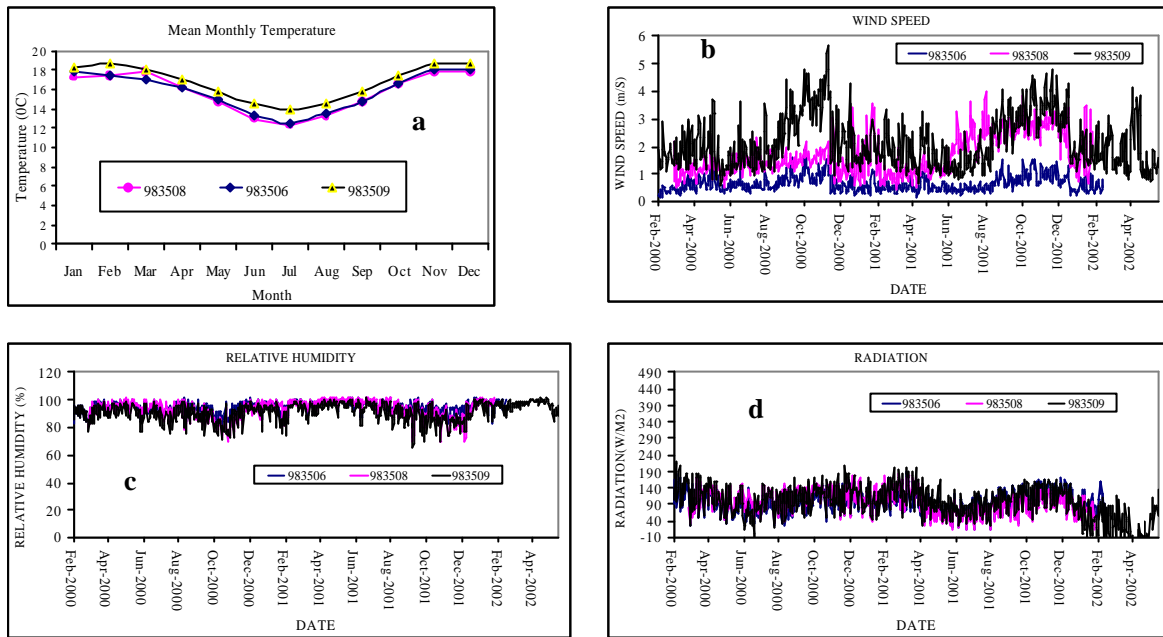 Mean Monthly Temperature
Temperature (0C)
20
18
16
14
12
10
8
6
4
2
0
a
983508
983506
983509
Jan Feb Mar Apr May Jun Jul Aug Sep Oct Nov Dec
Month
WIND SPEED
b
WIND SPEED (m/S)
6
5
4
3
2
1
0
983506
983508
983509
Feb-2000
Apr-2000
Jun-2000
Aug-2000
Oct-2000
Dec-2000
Feb-2001
Apr-2001
Jun-2001
Aug-2001
Oct-2001
Dec-2001
Feb-2002
Apr-2002
DATE
RELATIVE HUMIDITY
RELATIVE HUMIDITY (%)
120
100
80
60
40
20
0
c
983506
983508
983509
Feb-2000
Apr-2000
Jun-2000
Aug-2000
Oct-2000
Dec-2000
Feb-2001
Apr-2001
Jun-2001
Aug-2001
Oct-2001
Dec-2001
Feb-2002
Apr-2002
DATE
RADIATION
RADIATION(W/M2)
490
440
390
340
290
240
190
140
90
40
-10
d
983506
983508
983509
Feb-2000
Apr-2000
Jun-2000
Aug-2000
Oct-2000
Dec-2000
Feb-2001
Apr-2001
Jun-2001
Aug-2001
Oct-2001
Dec-2001
Feb-2002
Apr-2002
DATE